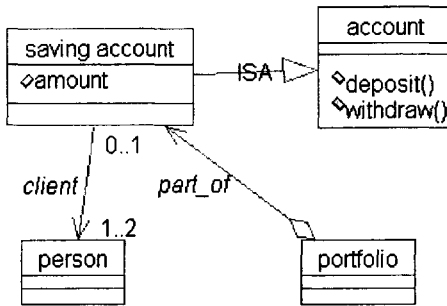 account
saving account
amount
ISA
deposit()
withdraw()
0..1
client
part_of
1..2
person
portfolio